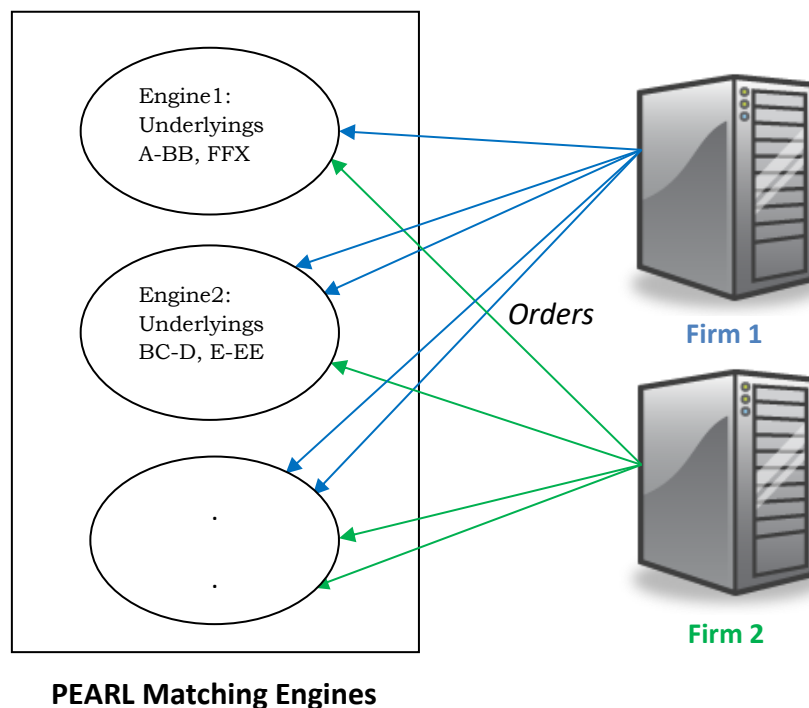 Engine1:
Underlyings
A-BB, FFX
Engine2:
Underlyings
BC-D, E-EE
.
.
Orders
Firm 1
Firm 2
PEARL Matching Engines